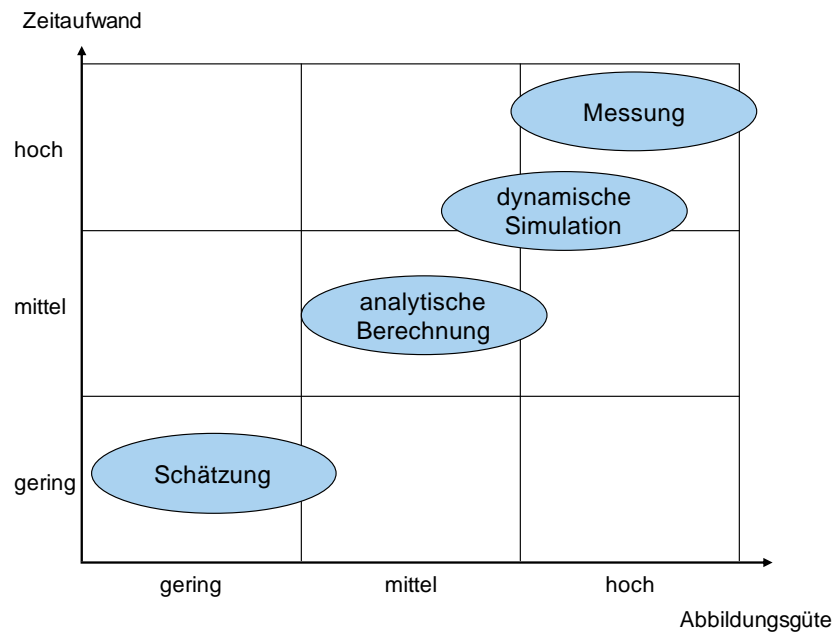 Zeitaufwand
Messung
hoch
dynamische
Simulation
analytische
mittel
Berechnung
Schätzung
gering
gering mittel hoch
Abbildungsgüte